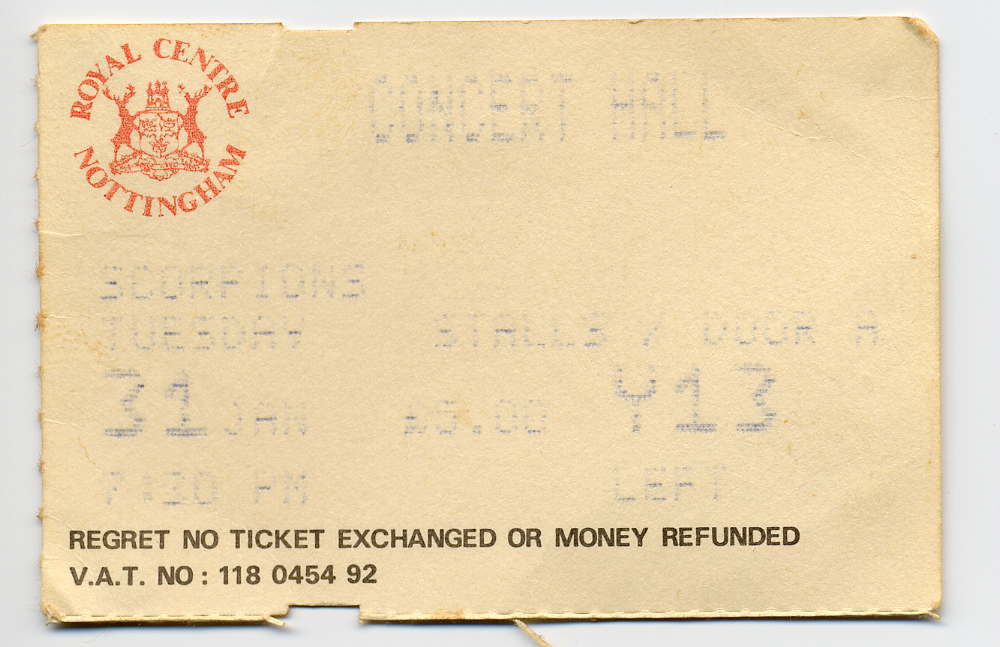 ROYAL CENTRE
NOTTINGHAM
CONCERT HALL
SCORPIONS
TUESDAY STALLS V DOOR A
31 JAN £5.00 Y13
7:30 PM LEFT
REGRET NO TICKET EXCHANGED OR MONEY REFUNDED
V.A.T. NO : 118 0454 92